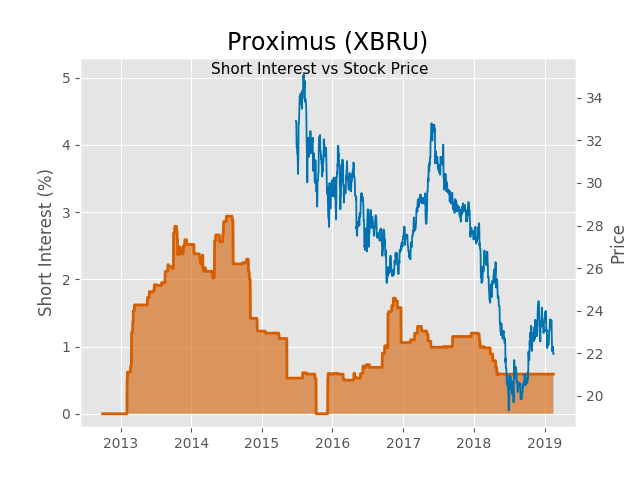 Proximus (XBRU)
Short Interest vs Stock Price
Short Interest (%)
5
4
3
2
1
0
34
32
30
28
26
24
22
20
Price
2013 2014 2015 2016 2017 2018 2019